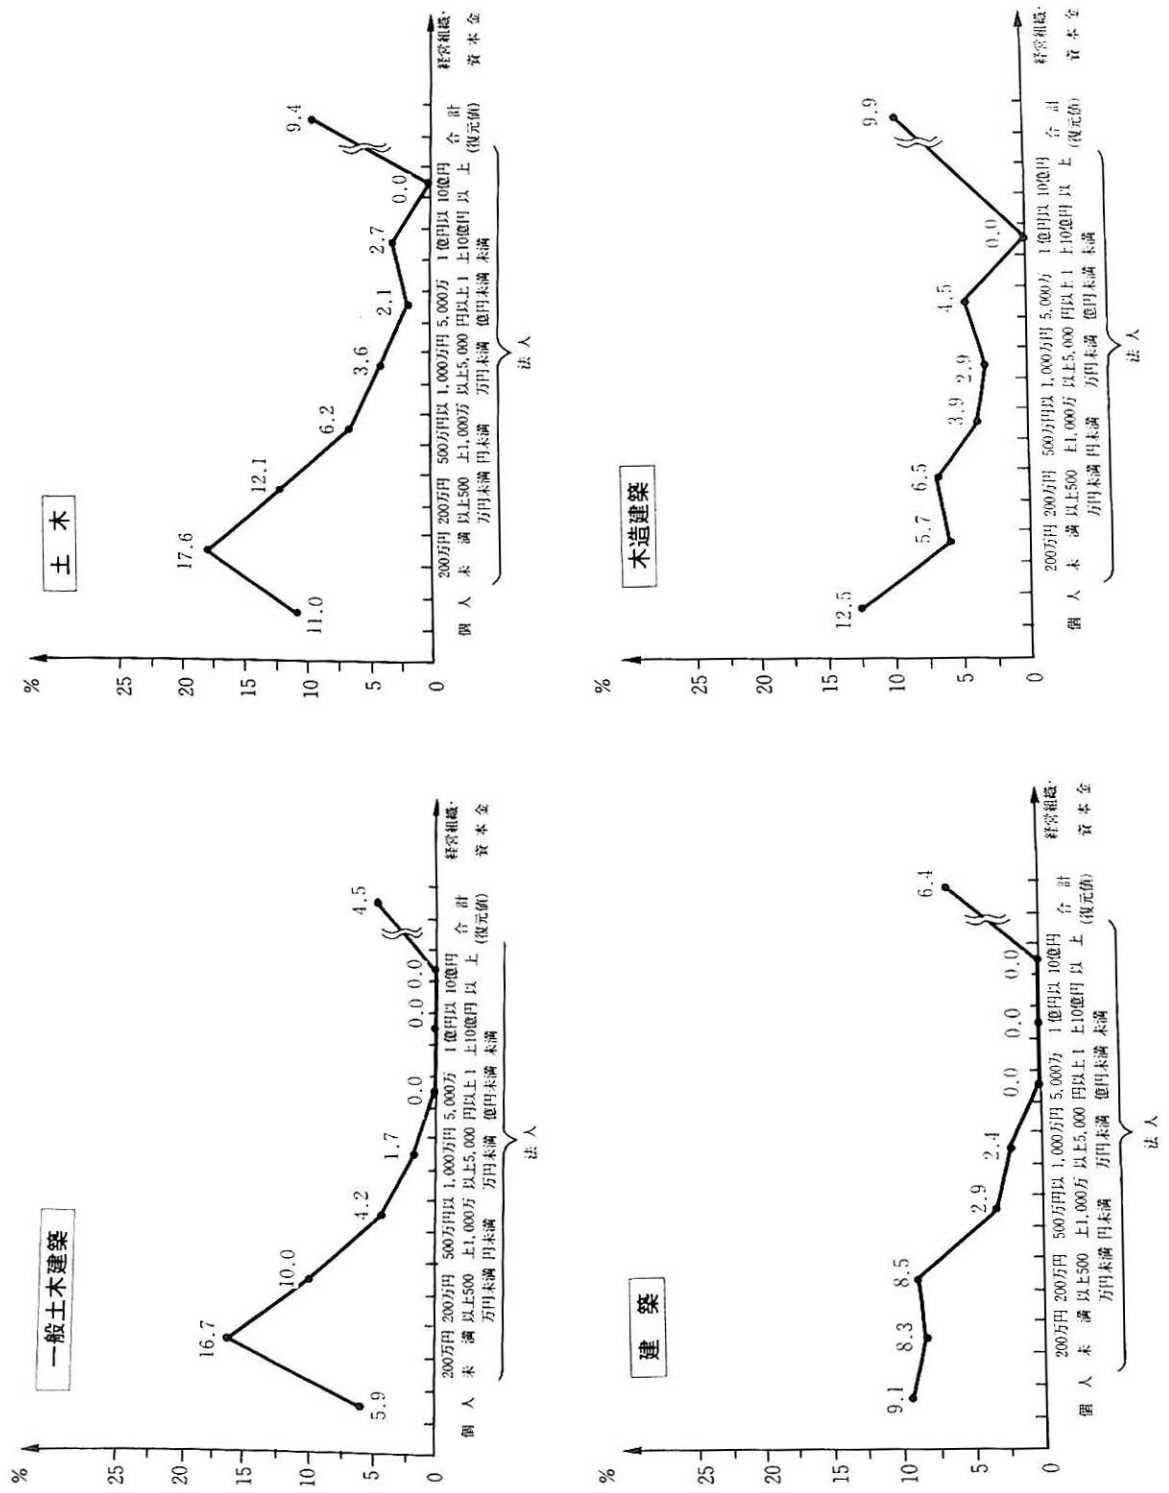 一般土木建築
%
25
20
15
10
5
0
5.9
16.7
10.0
4.2
1.7
0.0
0.0
0.0
4.5
個人
200万円未満
200万円以上500万円未満
500万円以上1,000万円未満
1,000万円以上5,000万円未満
5,000万円以上1億円未満
1億円以上10億円未満
10億円以上
合計
(復元値)
経営組織・
資本金
法人
土木
%
25
20
15
10
5
0
11.0
17.6
12.1
6.2
3.6
2.1
2.7
0.0
9.4
個人
200万円未満
200万円以上500万円未満
500万円以上1,000万円未満
1,000万円以上5,000万円未満
5,000万円以上1億円未満
1億円以上10億円未満
10億円以上
合計
(復元値)
経営組織・
資本金
法人
建築
%
25
20
15
10
5
0
9.1
8.3
8.5
2.9
2.4
0.0
0.0
0.0
6.4
個人
200万円未満
200万円以上500万円未満
500万円以上1,000万円未満
1,000万円以上5,000万円未満
5,000万円以上1億円未満
1億円以上10億円未満
10億円以上
合計
(復元値)
経営組織・
資本金
法人
木造建築
%
25
20
15
10
5
0
12.5
5.7
6.5
3.9
2.9
4.5
0.0
9.9
個人
200万円未満
200万円以上500万円未満
500万円以上1,000万円未満
1,000万円以上5,000万円未満
5,000万円以上1億円未満
1億円以上10億円未満
10億円以上
合計
(復元値)
経営組織・
資本金
法人